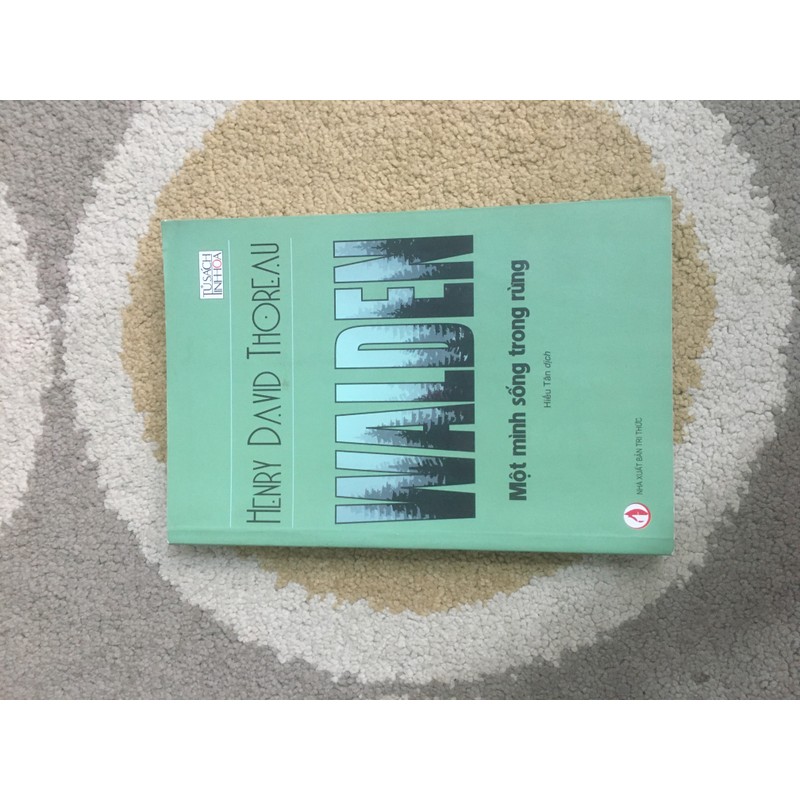 TỦ SÁCH
TINH HOA
HENRY DAVID THOREAU
WALDEN
Một mình sống trong rừng
Hiếu Tân dịch
NHÀ XUẤT BẢN TRI THỨC